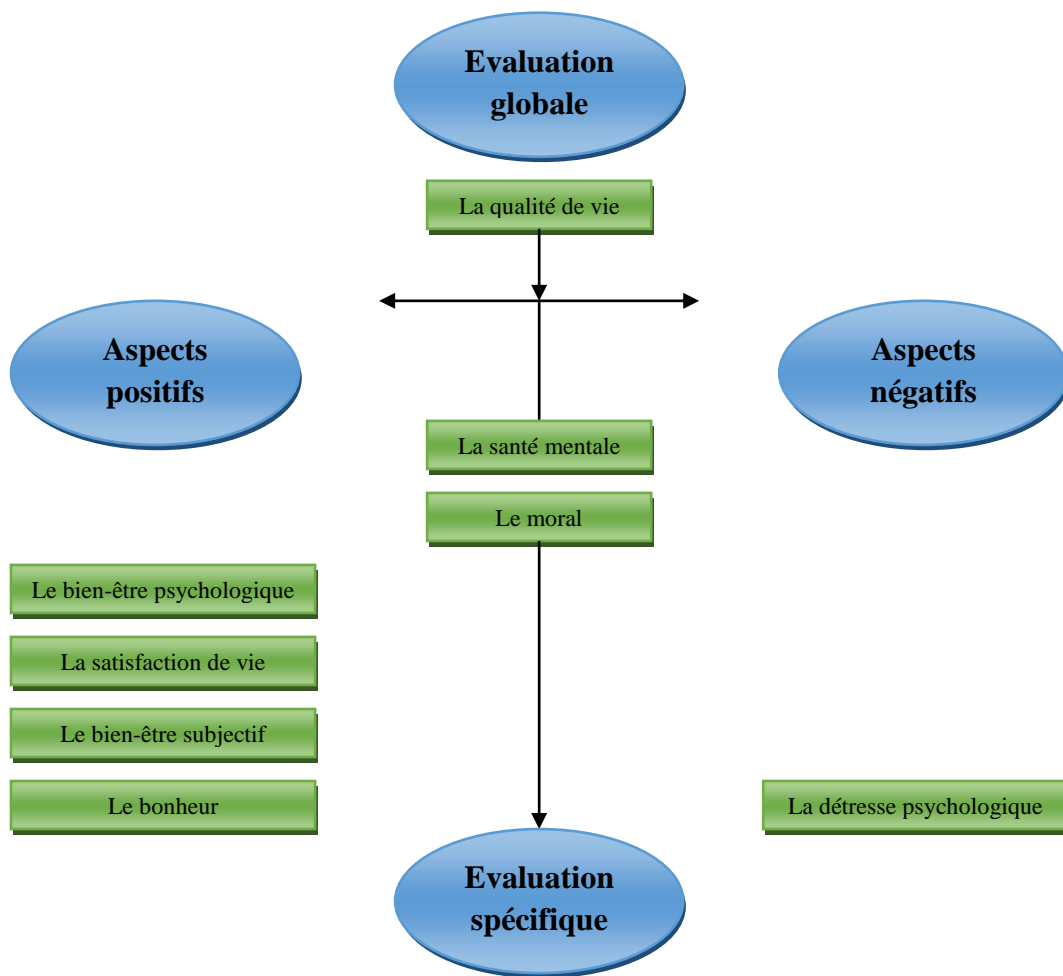 Evaluation
globale
La qualité de vie
Aspects
positifs
Aspects
négatifs
La santé mentale
Le moral
Le bien-être psychologique
La satisfaction de vie
Le bien-être subjectif
Le bonheur
La détresse psychologique
Evaluation
spécifique